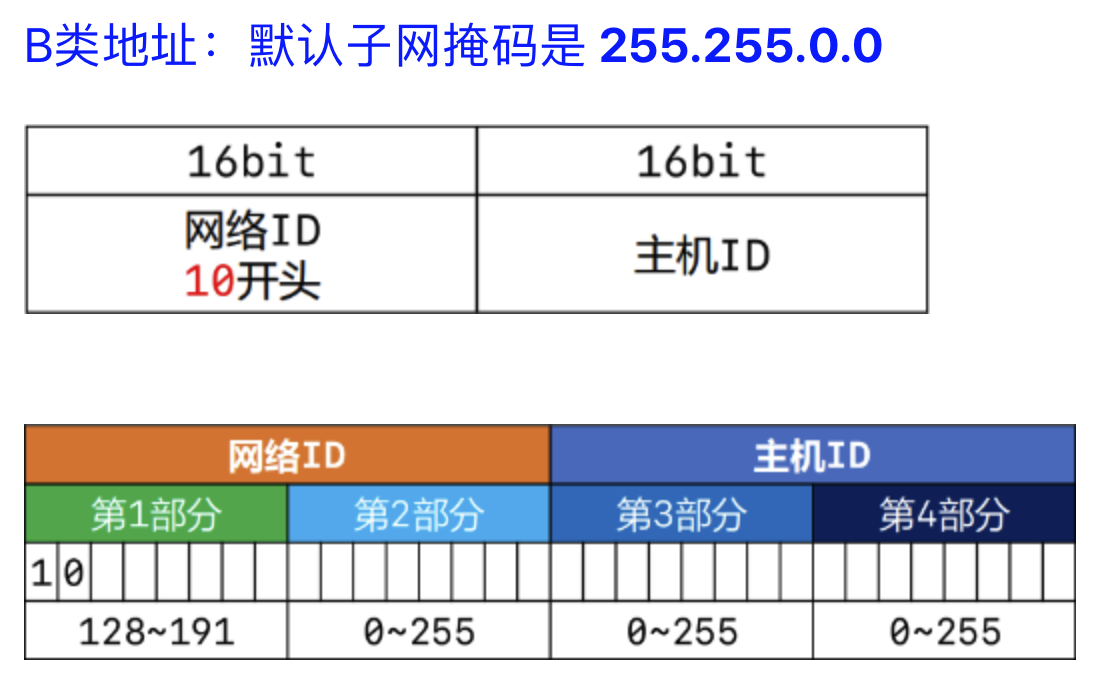 B类地址：默认子网掩码是 255.255.0.0
16bit 16bit
网络ID
10开头
主机ID
网络ID 主机ID
第1部分 第2部分 第3部分 第4部分
1 0
128~191 0~255 0~255 0~255